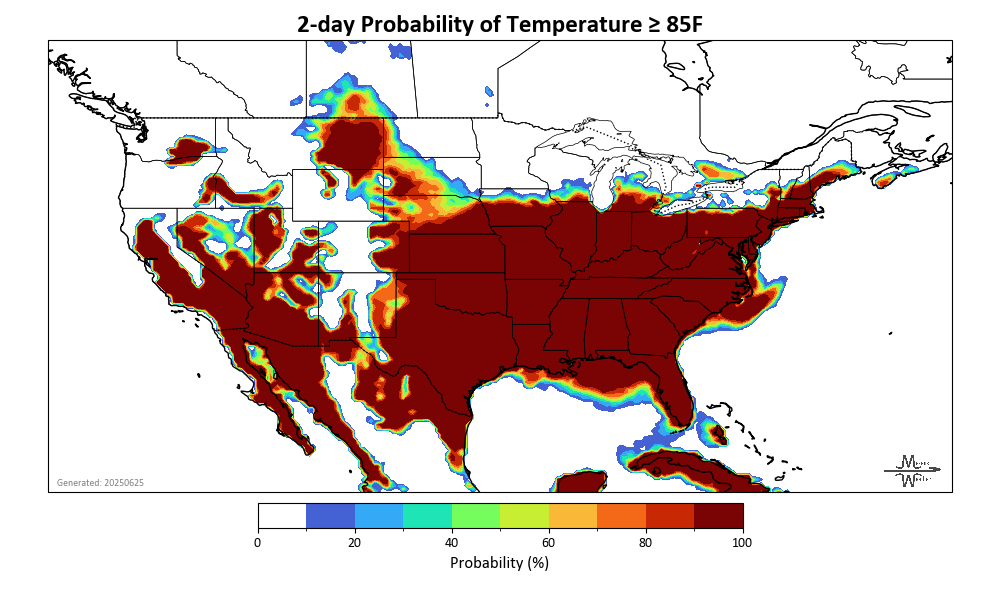 2-day Probability of Temperature ≥ 85F
Generated: 20250625
0 20 40 60 80 100
Probability (%)